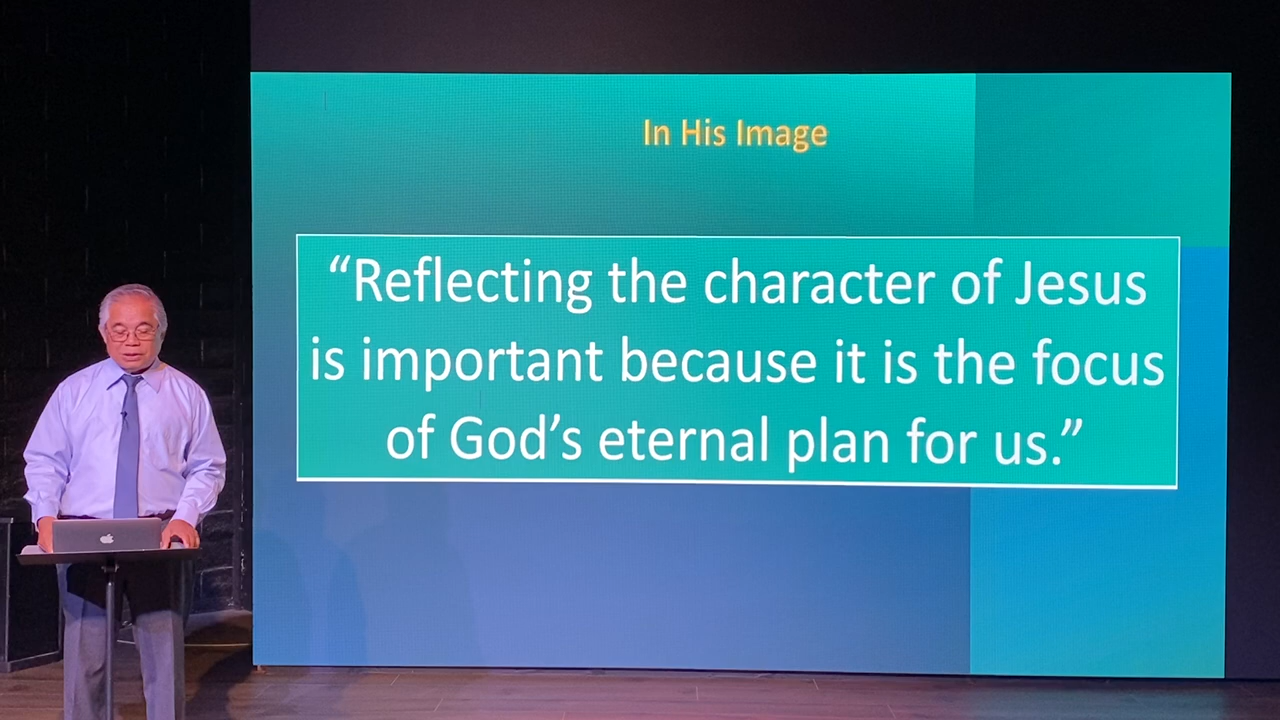 In His Image
“Reflecting the character of Jesus
is important because it is the focus
of God’s eternal plan for us.”